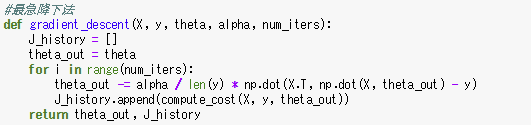 #最急降下法
def gradient_descent(X, y, theta, alpha, num_iters):
    J_history = []
    theta_out = theta
    for i in range(num_iters):
        theta_out -= alpha / len(y) * np.dot(X.T, np.dot(X, theta_out) - y)
        J_history.append(compute_cost(X, y, theta_out))
    return theta_out, J_history